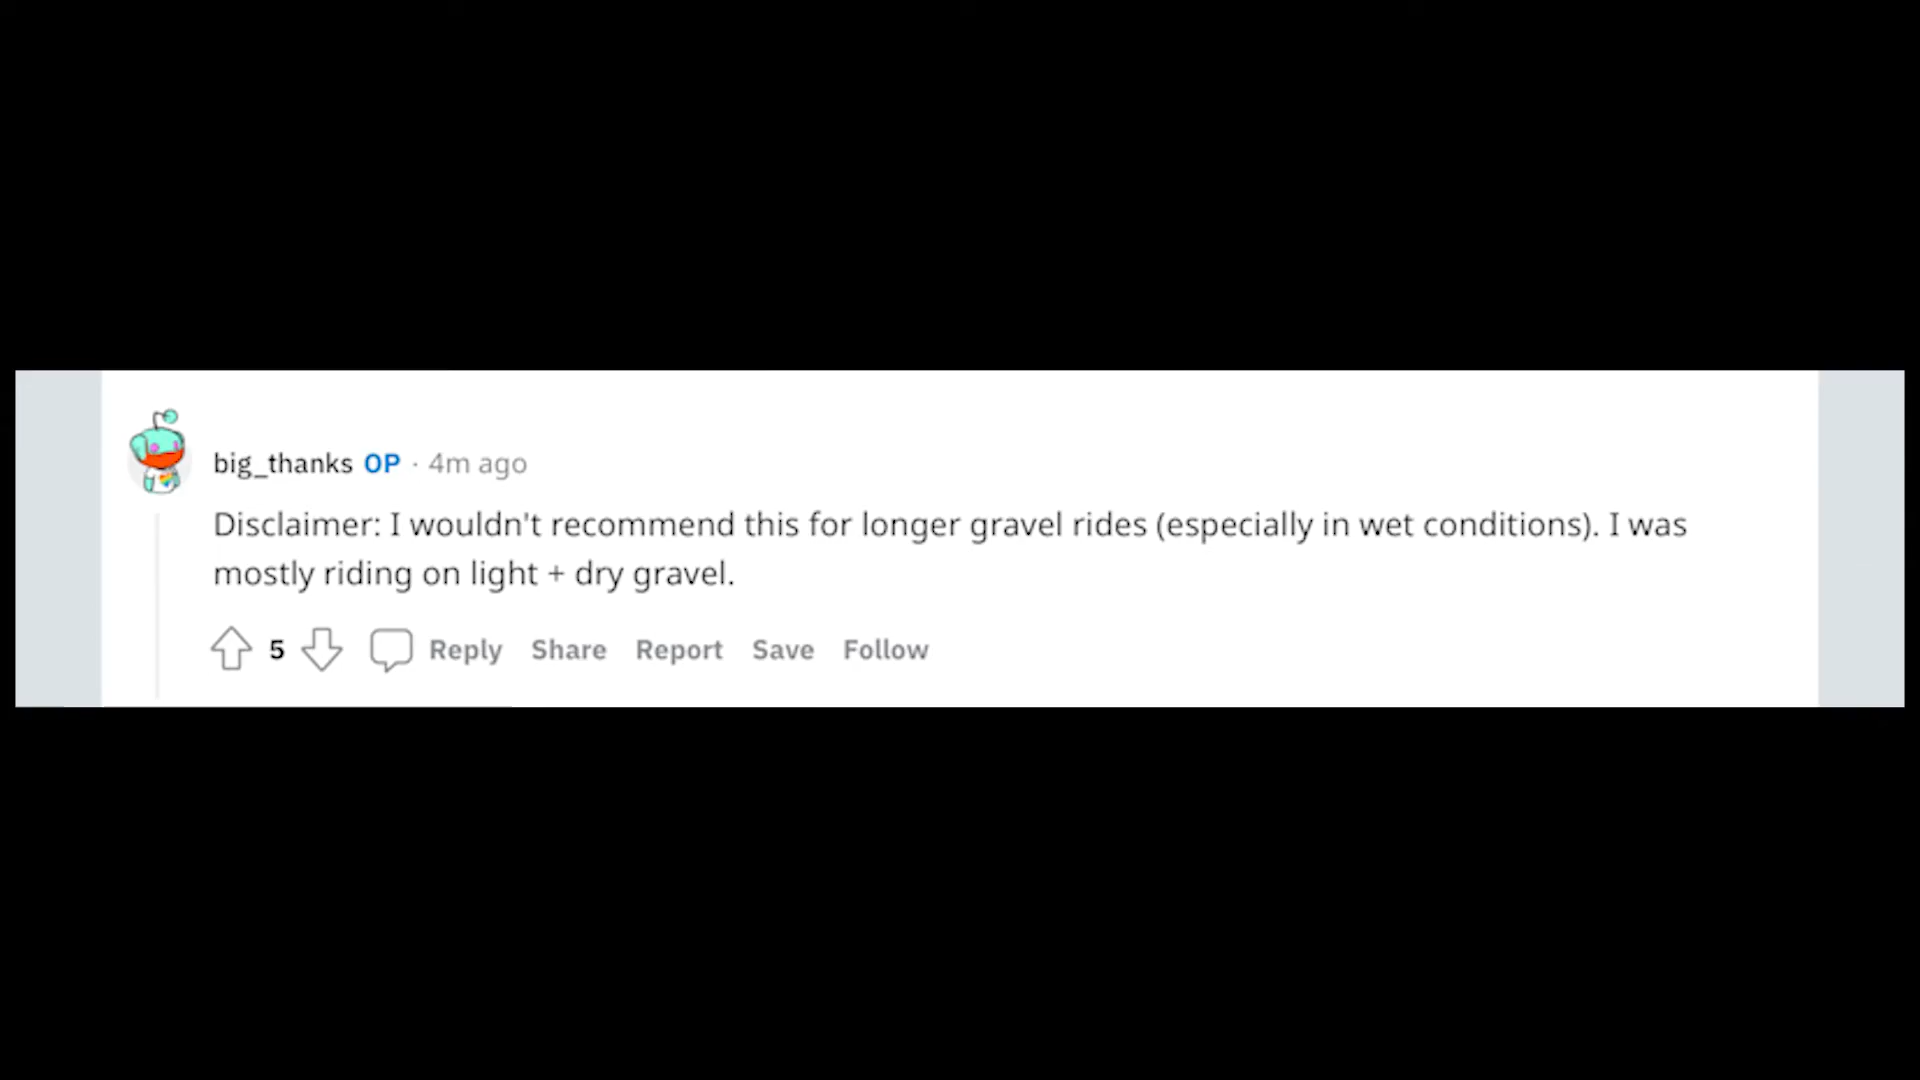 big_thanks OP · 4m ago
Disclaimer: I wouldn't recommend this for longer gravel rides (especially in wet conditions). I was
mostly riding on light + dry gravel.
5 Reply Share Report Save Follow